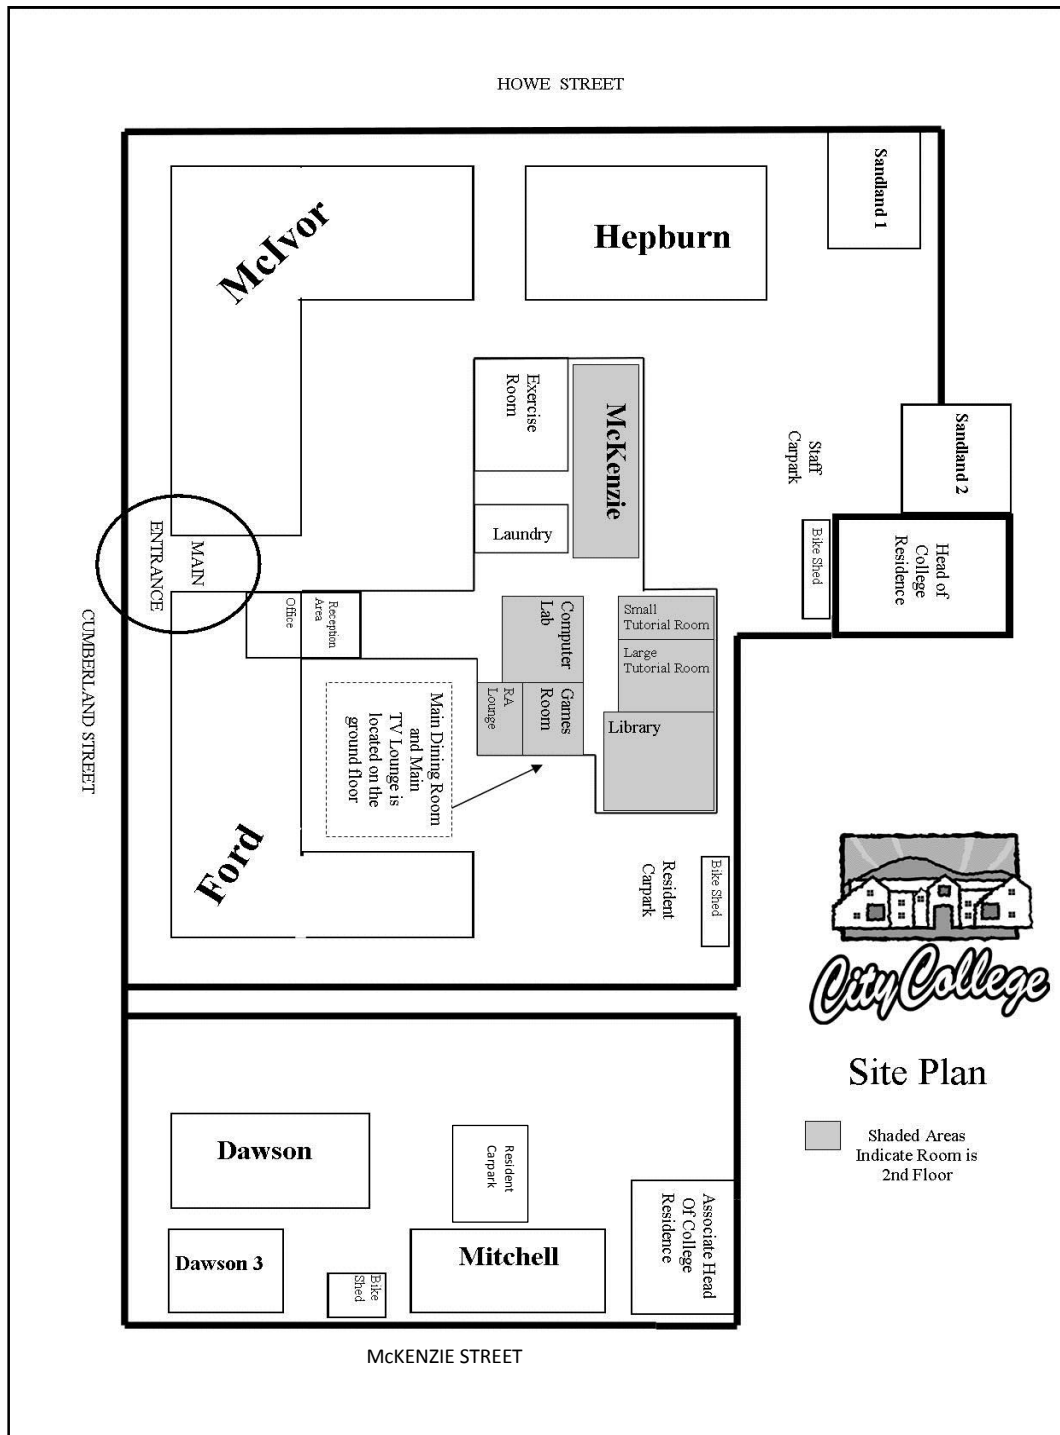 HOWE STREET
Sandland 1
McIvor
Hepburn
Exercise
Room
McKenzie
Staff
Carpark
Sandland 2
Laundry
Bike Shed
Head of
College
Residence
MAIN
ENTRANCE
CUMBERLAND STREET
Reception
Area
Office
Computer
Lab
Small
Tutorial Room
Large
Tutorial Room
RA
Lounge
Games
Room
Library
Main Dining Room
and Main
TV Lounge is
located on the
ground floor
Ford
Resident
Carpark
Bike Shed
City College
Site Plan
Shaded Areas
Indicate Room is
2nd Floor
Dawson
Resident
Carpark
Associate Head
Of College
Residence
Dawson 3
Bike
Shed
Mitchell
McKENZIE STREET